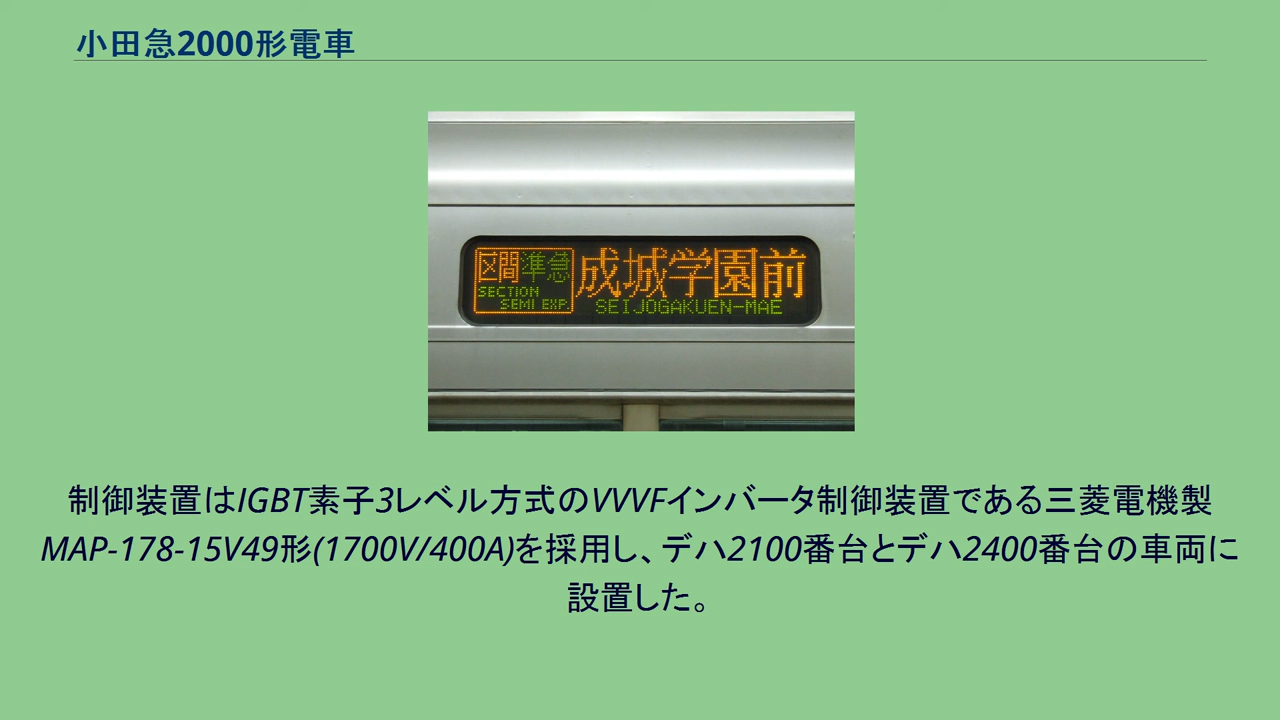 小田急2000形電車
区間準急
SECTION
SEMI EXP.
成城学園前
SEIJOGAKUEN-MAE
制御装置はIGBT素子3レベル方式のVVVFインバータ制御装置である三菱電機製
MAP-178-15V49形(1700V/400A)を採用し、デハ2100番台とデハ2400番台の車両に
設置した。